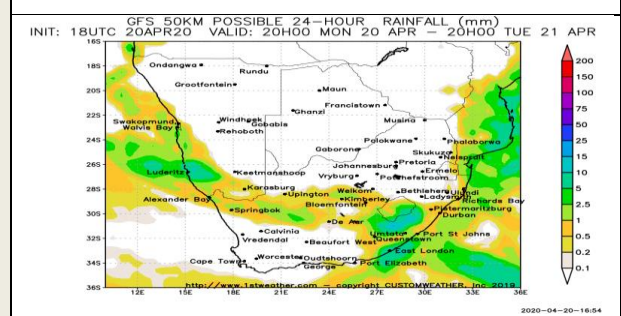 GFS 50KM POSSIBLE 24-HOUR RAINFALL (mm)
INIT: 18UTC 20APR20 VALID: 20H00 MON 20 APR - 20H00 TUE 21 APR
16S
18S
20S
22S
24S
26S
28S
30S
32S
34S
36S
Ondangwa
Rundu
Grootfontein
Maun
Ghanzi
Francistown
Windhoek
Gobabis
Swakopmund
Walvis Bay
Rehoboth
Musina
Polokwane
Phalaborwa
Gaborone
Skukuza
Nelspruit
Pretoria
Johannesburg
Luderitz
Keetmanshoop
Vryburg
Ermelo
Potchefstroom
Karasburg
Upington
Welkom
Bethlehem
Ulundi
Alexander Bay
Kimberley
Ladysmith
Richards Bay
Springbok
Bloemfontein
Pietermaritzburg
Durban
De Aar
Calvinia
Umtata
Port St Johns
Vredendal
Beaufort West
Queenstown
East London
Cape Town
Worcester
Oudtshoorn
George
Port Elizabeth
http://www.1stweather.com - copyright CUSTOMWEATHER, Inc 2019
12E 15E 18E 21E 24E 27E 30E 33E 36E
200
150
100
75
50
25
15
10
5
2.5
1
0.5
0.2
0.1
2020-04-20-16:54